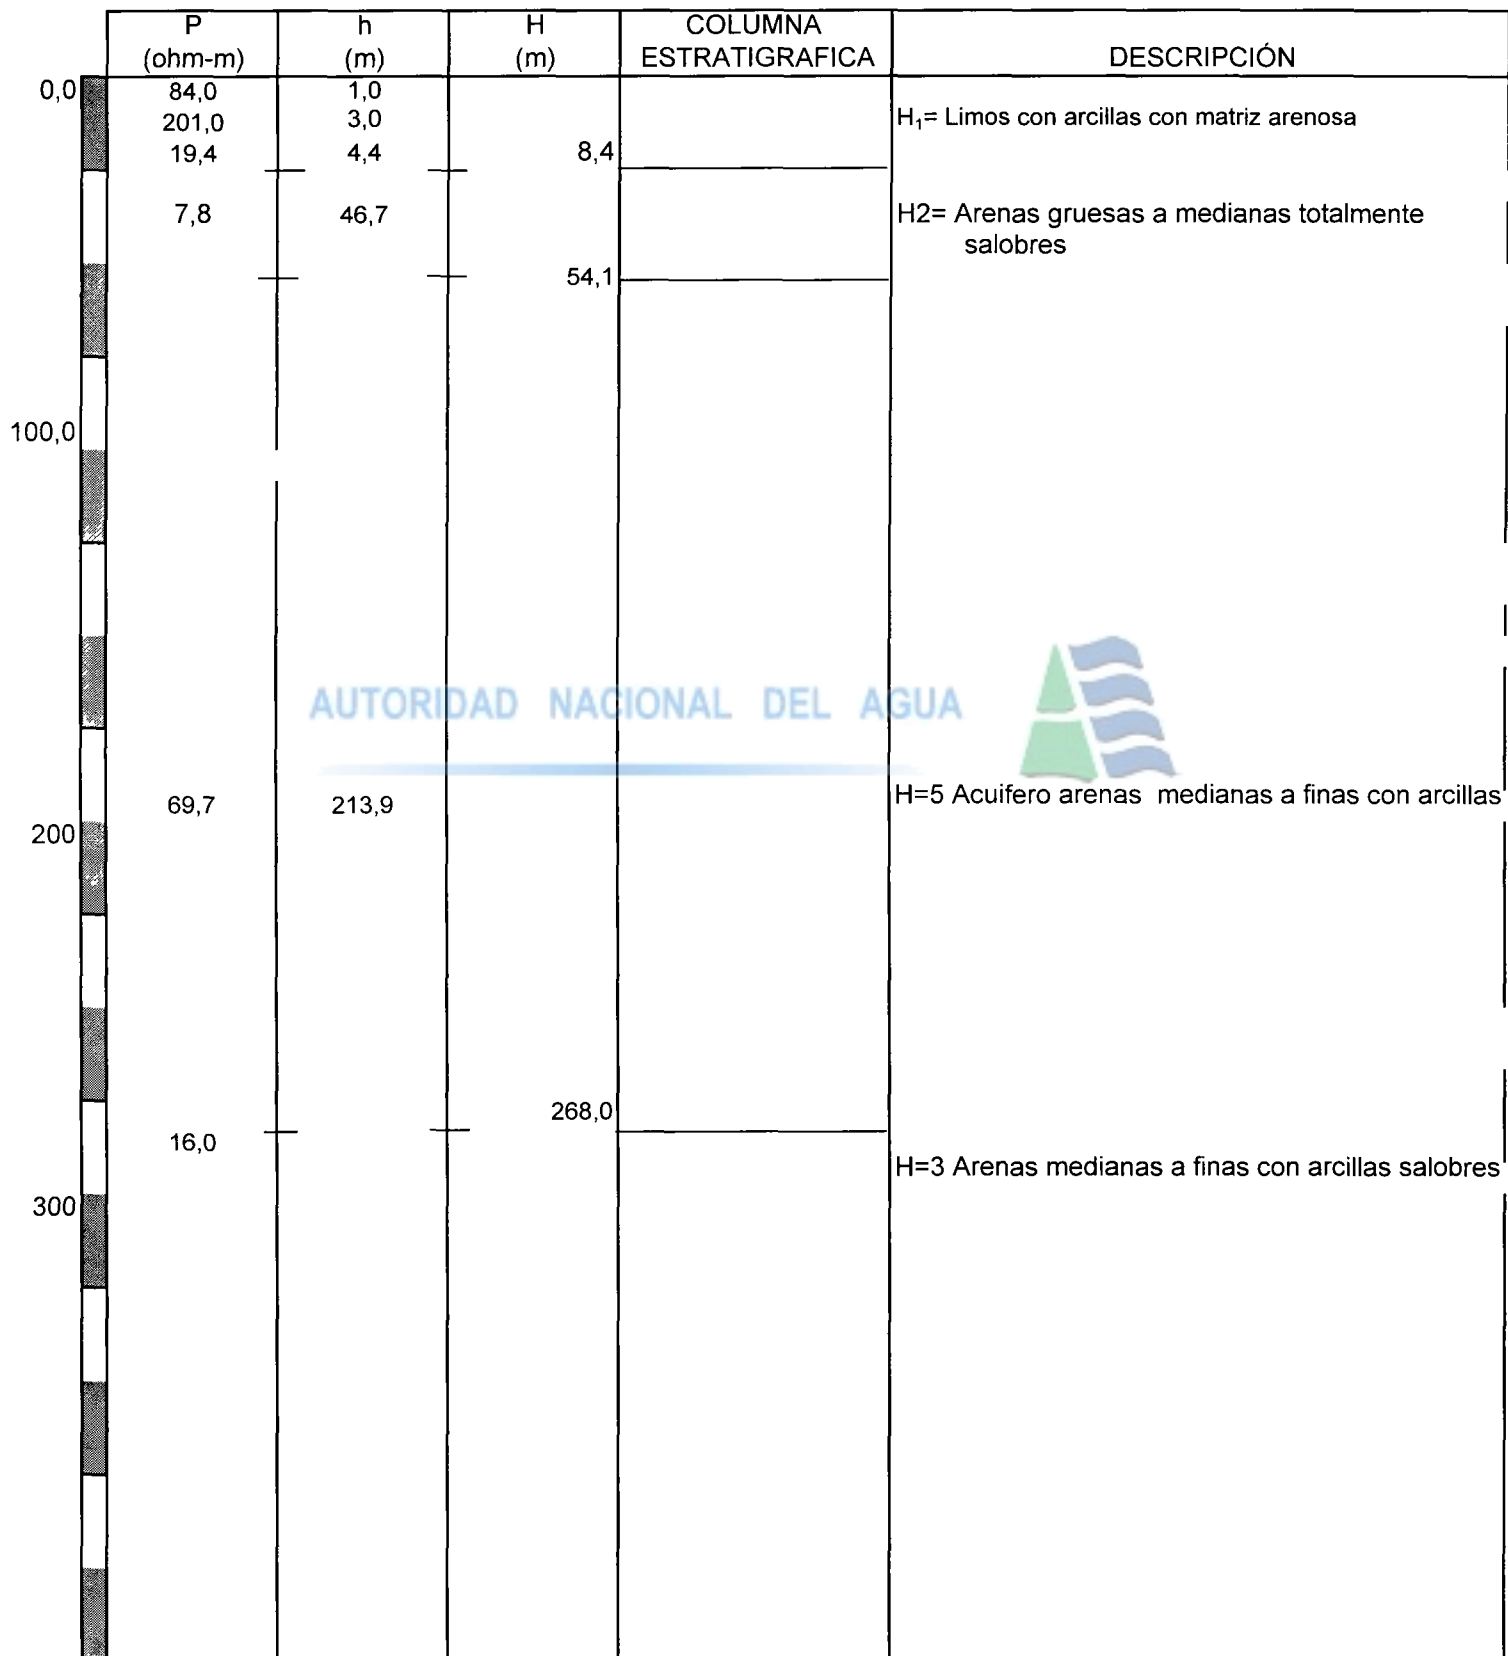 P h H COLUMNA
(ohm-m) (m) (m) ESTRATIGRAFICA DESCRIPCIÓN
0,0 84,0 1,0
201,0 3,0 H₁= Limos con arcillas con matriz arenosa
19,4 4,4 8,4
7,8 46,7 H2= Arenas gruesas a medianas totalmente
salobres
54,1
100,0
AUTORIDAD NACIONAL DEL AGUA
69,7 213,9 H=5 Acuifero arenas medianas a finas con arcillas
200
268,0
16,0
H=3 Arenas medianas a finas con arcillas salobres
300